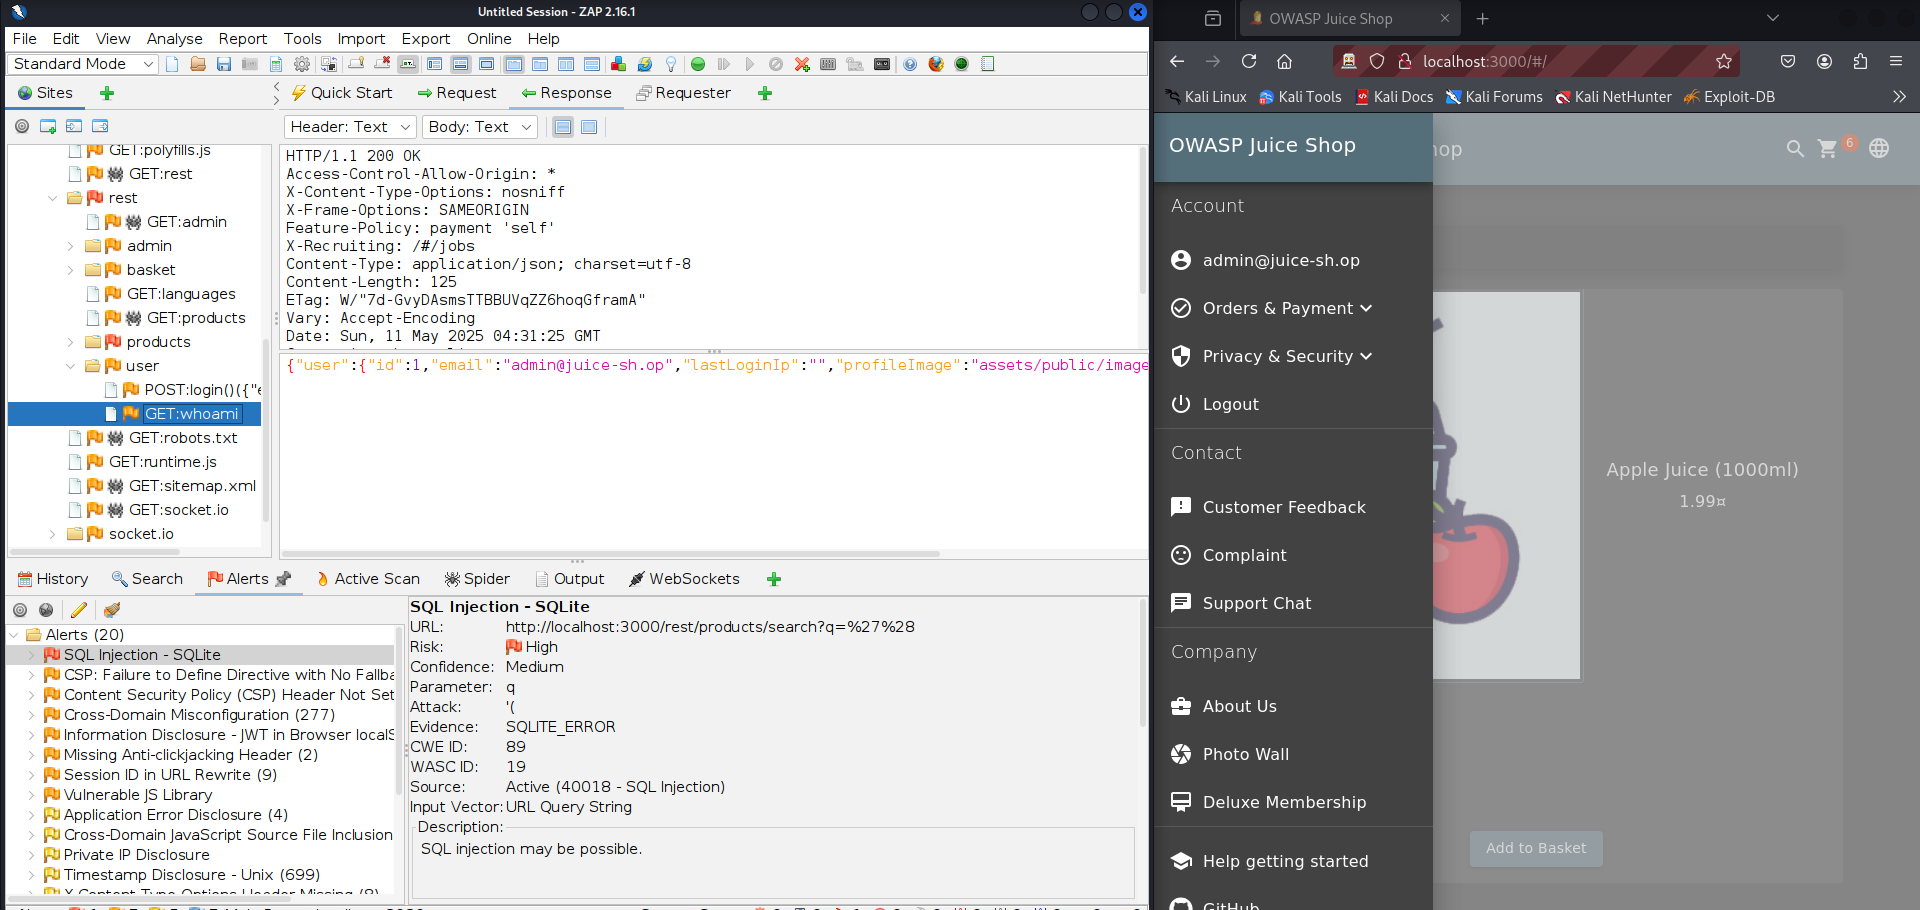 Untitled Session - ZAP 2.16.1
File Edit View Analyse Report Tools Import Export Online Help
Standard Mode
Sites
Quick Start Request Response Requester
Header: Text Body: Text
GET:polyfills.js
GET:rest
rest
GET:admin
admin
basket
GET:languages
GET:products
products
user
POST:login()({"e
GET:whoami
GET:robots.txt
GET:runtime.js
GET:sitemap.xml
GET:socket.io
socket.io
HTTP/1.1 200 OK
Access-Control-Allow-Origin: *
X-Content-Type-Options: nosniff
X-Frame-Options: SAMEORIGIN
Feature-Policy: payment 'self'
X-Recruiting: /#/jobs
Content-Type: application/json; charset=utf-8
Content-Length: 125
ETag: W/"7d-GvyDAsmsTTBBUVqZZ6hoqGframA"
Vary: Accept-Encoding
Date: Sun, 11 May 2025 04:31:25 GMT
{"user":{"id":1,"email":"admin@juice-sh.op","lastLoginIp":"","profileImage":"assets/public/image
History Search Alerts Active Scan Spider Output WebSockets
Alerts (20)
SQL Injection - SQLite
CSP: Failure to Define Directive with No Fallba
Content Security Policy (CSP) Header Not Set
Cross-Domain Misconfiguration (277)
Information Disclosure - JWT in Browser localS
Missing Anti-clickjacking Header (2)
Session ID in URL Rewrite (9)
Vulnerable JS Library
Application Error Disclosure (4)
Cross-Domain JavaScript Source File Inclusion
Private IP Disclosure
Timestamp Disclosure - Unix (699)
X-Content-Type-Options Header Missing (8)
SQL Injection - SQLite
URL: http://localhost:3000/rest/products/search?q=%27%28
Risk: High
Confidence: Medium
Parameter: q
Attack: '(
Evidence: SQLITE_ERROR
CWE ID: 89
WASC ID: 19
Source: Active (40018 - SQL Injection)
Input Vector: URL Query String
Description:
SQL injection may be possible.
OWASP Juice Shop
localhost:3000/#/
Kali Linux Kali Tools Kali Docs Kali Forums Kali NetHunter Exploit-DB
OWASP Juice Shop
hop
6
Account
admin@juice-sh.op
Orders & Payment
Privacy & Security
Logout
Contact
Customer Feedback
Complaint
Support Chat
Company
About Us
Photo Wall
Deluxe Membership
Help getting started
GitHub
Apple Juice (1000ml)
1.99¤
Add to Basket